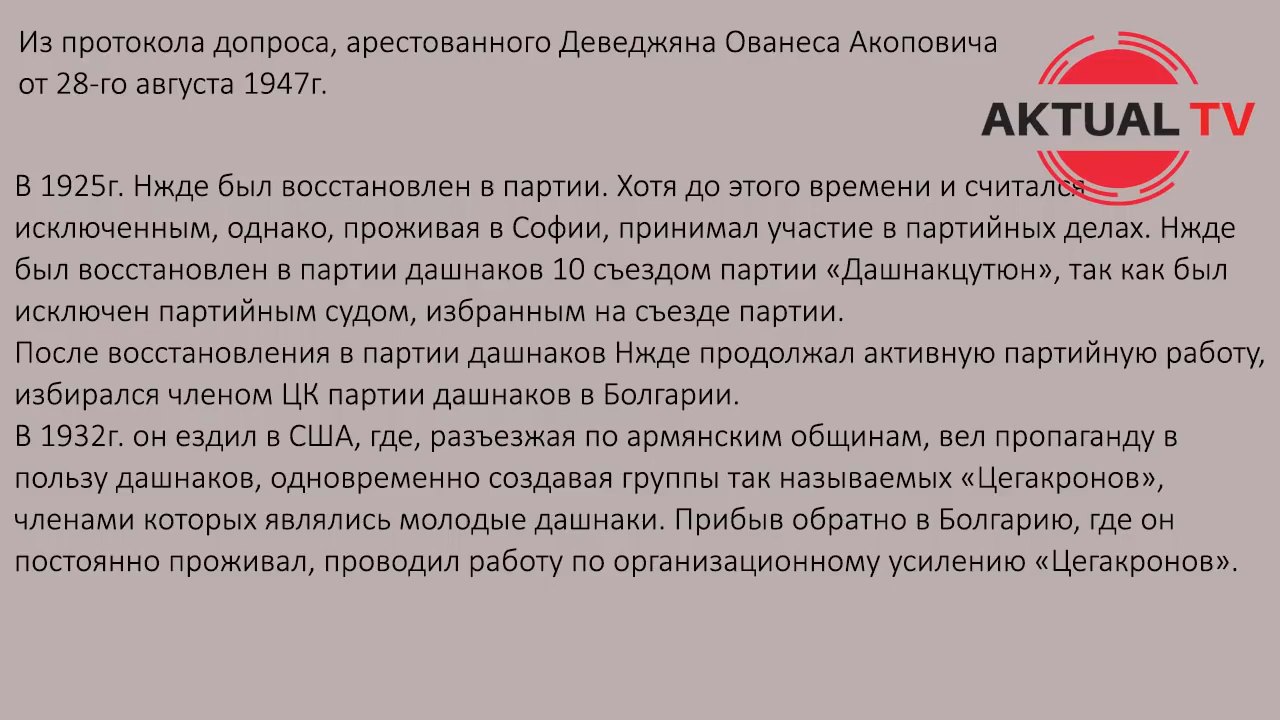 Из протокола допроса, арестованного Деведжяна Ованеса Акоповича
от 28-го августа 1947г.
AKTUAL TV
В 1925г. Нжде был восстановлен в партии. Хотя до этого времени и считался
исключенным, однако, проживая в Софии, принимал участие в партийных делах. Нжде
был восстановлен в партии дашнаков 10 съездом партии «Дашнакцутюн», так как был
исключен партийным судом, избранным на съезде партии.
После восстановления в партии дашнаков Нжде продолжал активную партийную работу,
избирался членом ЦК партии дашнаков в Болгарии.
В 1932г. он ездил в США, где, разъезжая по армянским общинам, вел пропаганду в
пользу дашнаков, одновременно создавая группы так называемых «Цегакронов»,
членами которых являлись молодые дашнаки. Прибыв обратно в Болгарию, где он
постоянно проживал, проводил работу по организационному усилению «Цегакронов».